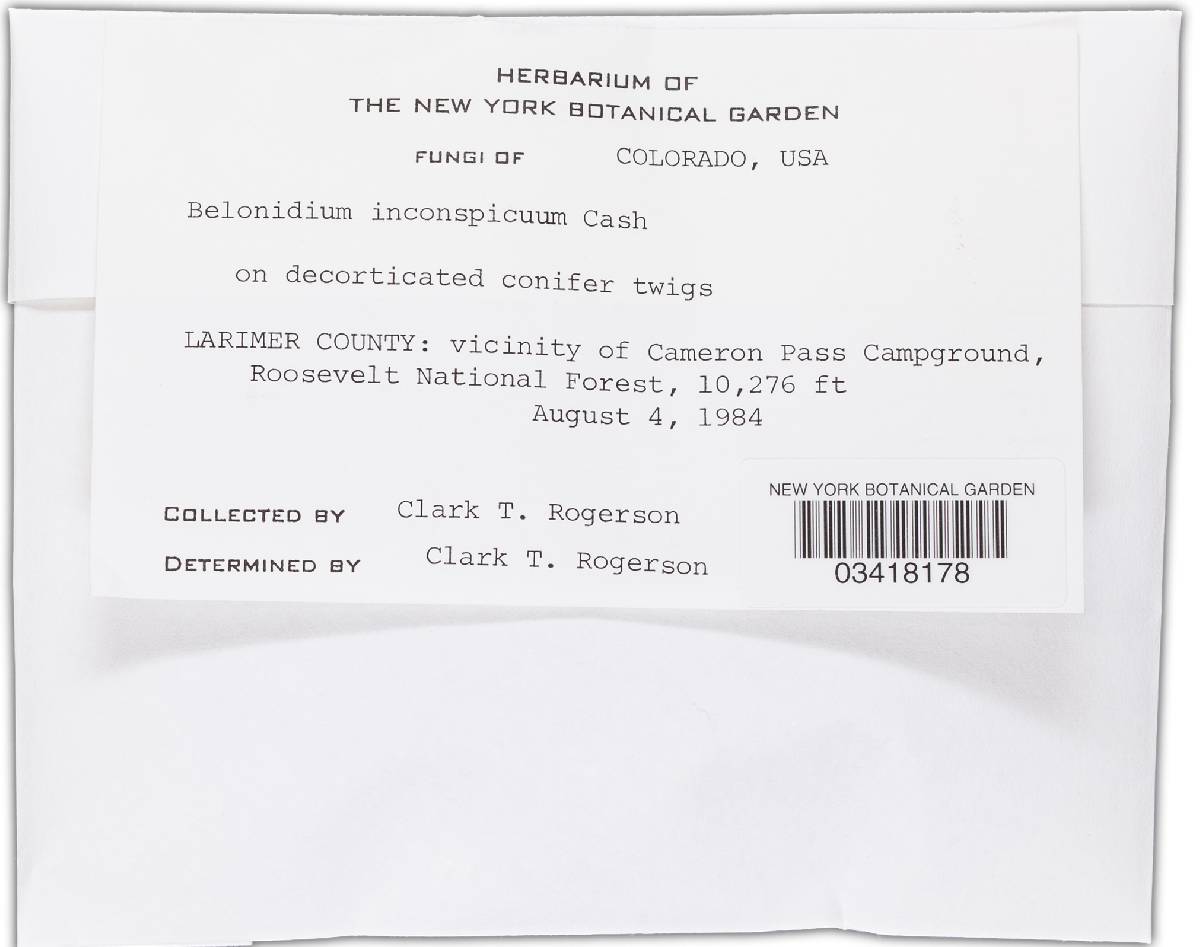 HERBARIUM OF
THE NEW YORK BOTANICAL GARDEN
FUNGI OF COLORADO, USA
Belonidium inconspicuum Cash
on decorticated conifer twigs
LARIMER COUNTY: vicinity of Cameron Pass Campground,
Roosevelt National Forest, 10,276 ft
August 4, 1984
COLLECTED BY Clark T. Rogerson
DETERMINED BY Clark T. Rogerson
NEW YORK BOTANICAL GARDEN
03418178